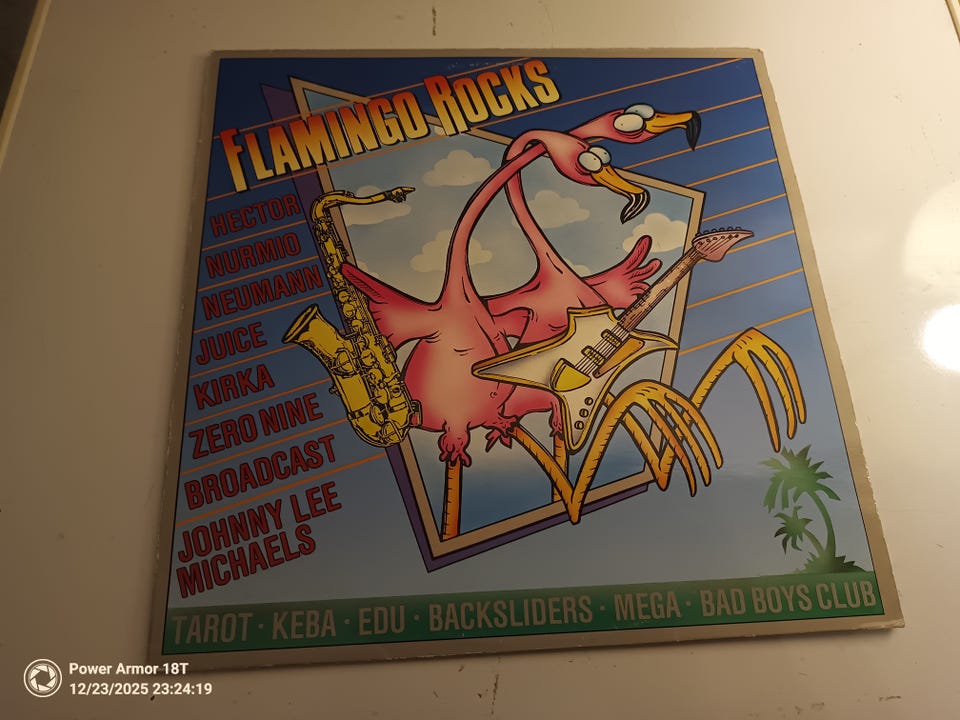 FLAMINGO ROCKS
HECTOR
NURMIO
NEUMANN
JUICE
KIRKA
ZERO NINE
BROADCAST
JOHNNY LEE
MICHAELS
TAROT · KEBA · EDU · BACKSLIDERS · MEGA · BAD BOYS CLUB
Power Armor 18T
12/23/2025 23:24:19